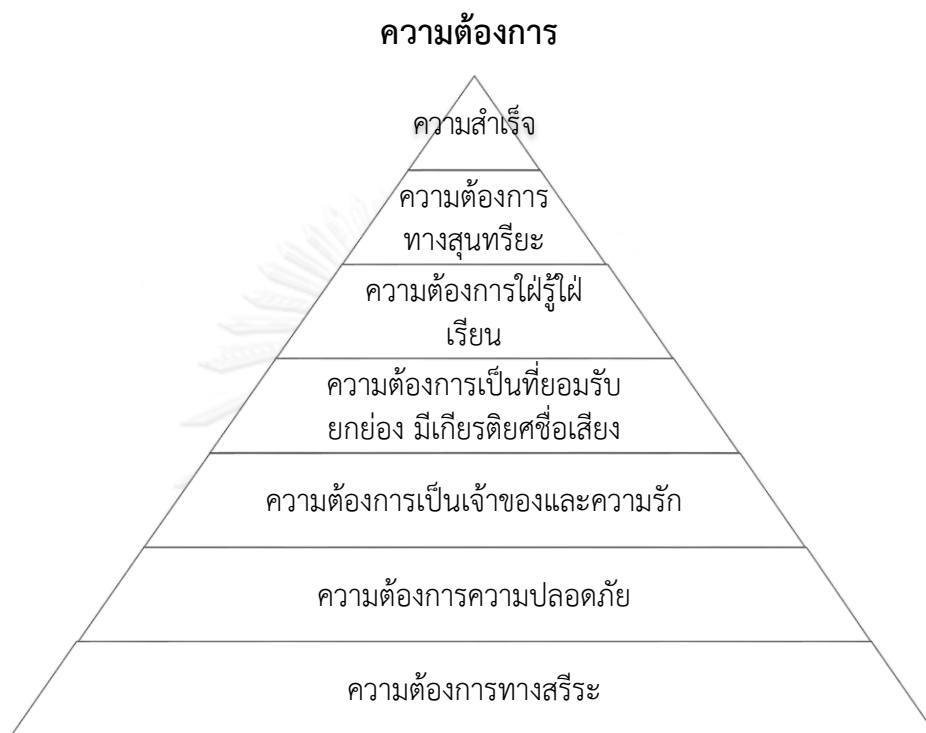 ความต้องการ
ความสำเร็จ
ความต้องการ
ทางสุนทรียะ
ความต้องการใฝ่รู้ใฝ่
เรียน
ความต้องการเป็นที่ยอมรับ
ยกย่อง มีเกียรติยศชื่อเสียง
ความต้องการเป็นเจ้าของและความรัก
ความต้องการความปลอดภัย
ความต้องการทางสรีระ